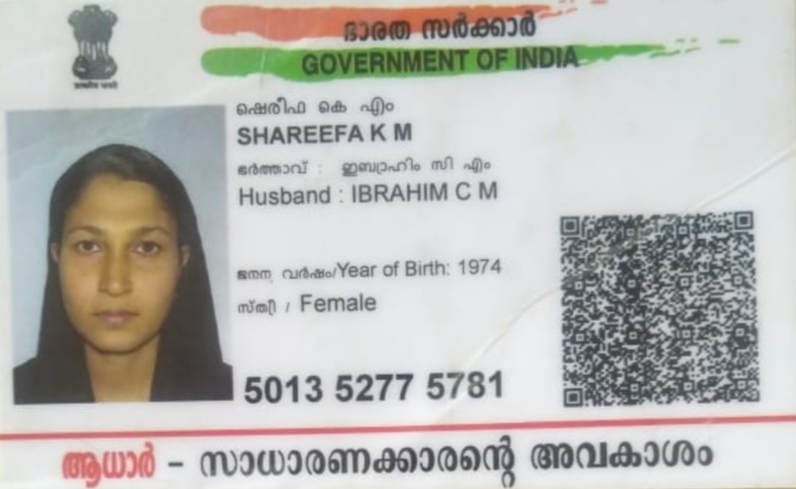 ഭാരത സർക്കാർ
GOVERNMENT OF INDIA
ഷെരീഫ കെ എം
SHAREEFA K M
ഭർത്താവ് : ഇബ്രാഹിം സി എം
Husband : IBRAHIM C M
ജനന വർഷം/Year of Birth: 1974
സ്ത്രീ / Female
5013 5277 5781
ആധാർ – സാധാരണക്കാരന്റെ അവകാശം